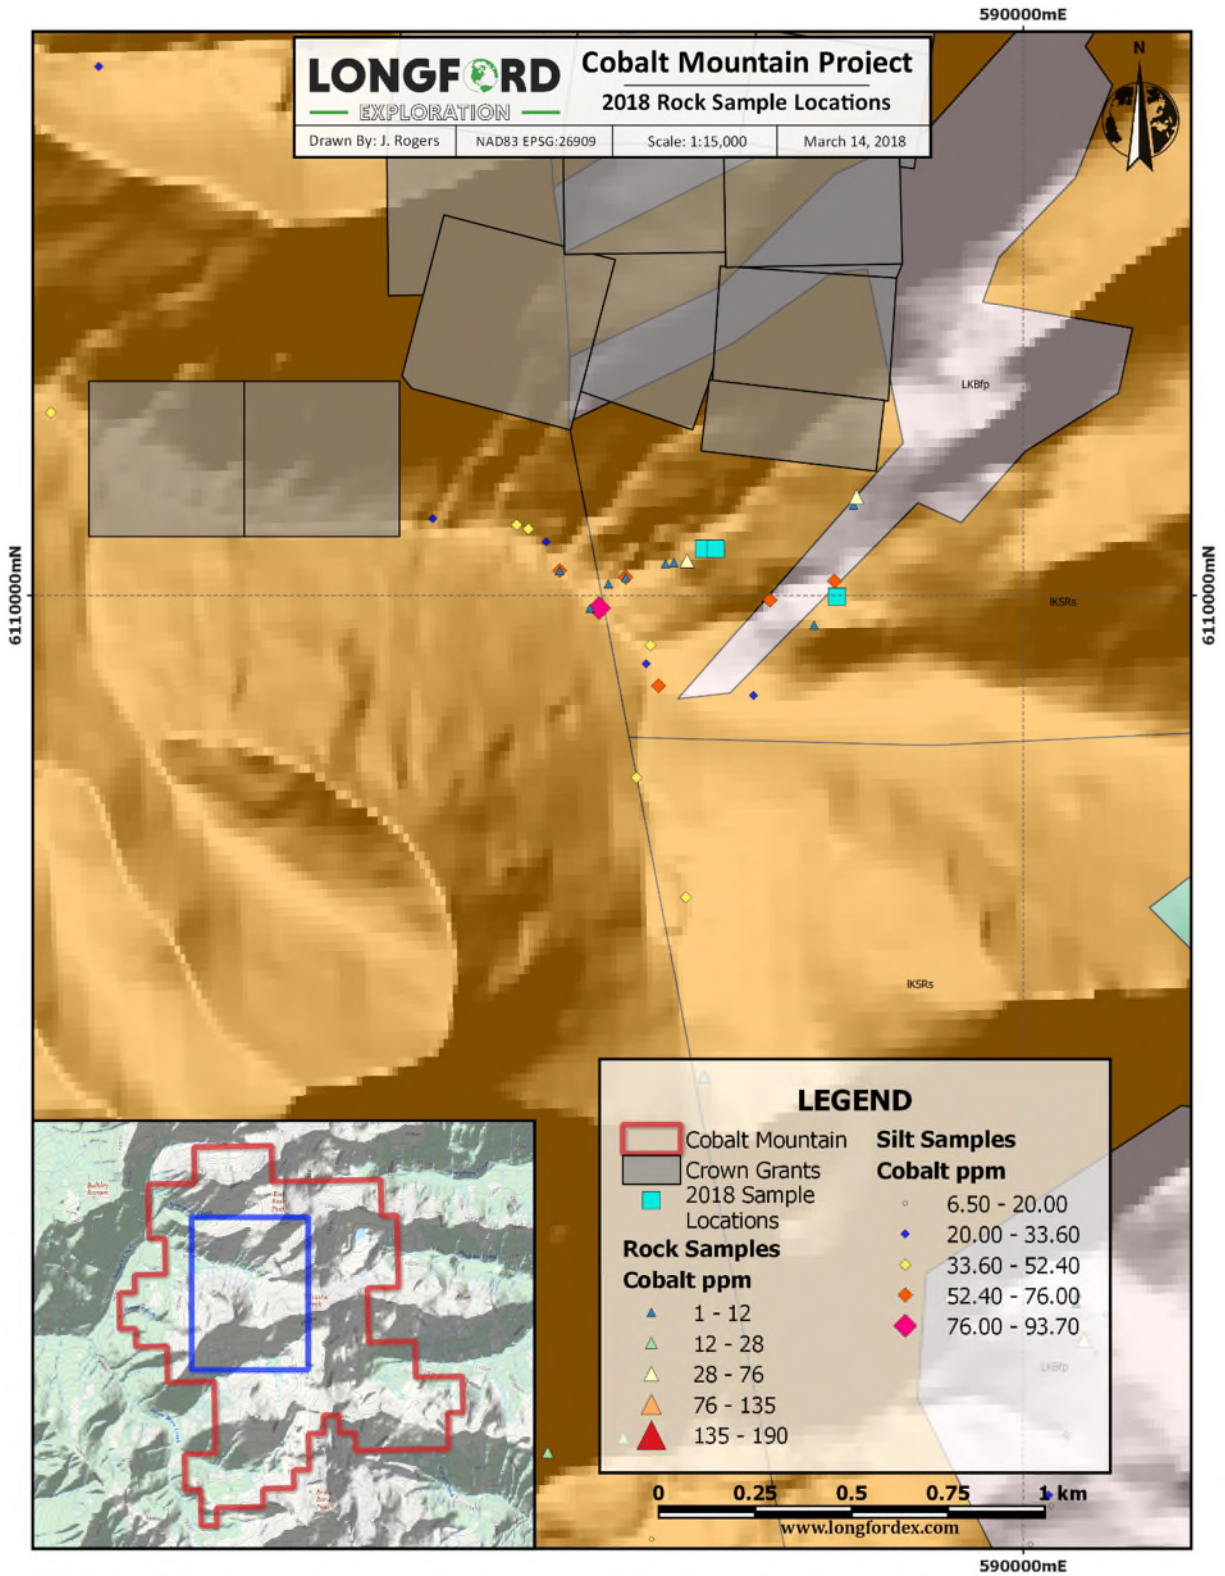 590000mE
LONGFORD
EXPLORATION
Cobalt Mountain Project
2018 Rock Sample Locations
Drawn By: J. Rogers
NAD83 EPSG:26909
Scale: 1:15,000
March 14, 2018
N
LKBfp
6110000mN
6110000mN
lKSRs
lKSRs
LEGEND
Cobalt Mountain
Crown Grants
2018 Sample
Locations
Rock Samples
Cobalt ppm
1 - 12
12 - 28
28 - 76
76 - 135
135 - 190
Silt Samples
Cobalt ppm
6.50 - 20.00
20.00 - 33.60
33.60 - 52.40
52.40 - 76.00
76.00 - 93.70
LKBfp
0 0.25 0.5 0.75 1 km
www.longfordex.com
590000mE